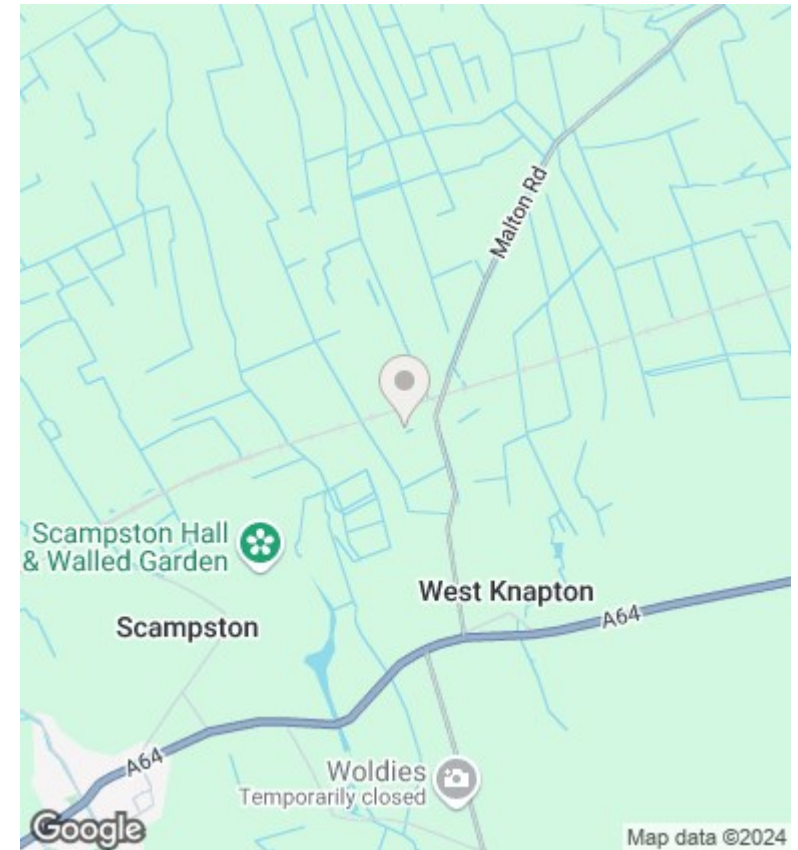 Malton Rd
Scampston Hall
& Walled Garden
West Knapton
Scampston
A64
A64
Woldies
Temporarily closed
Google
Map data ©2024